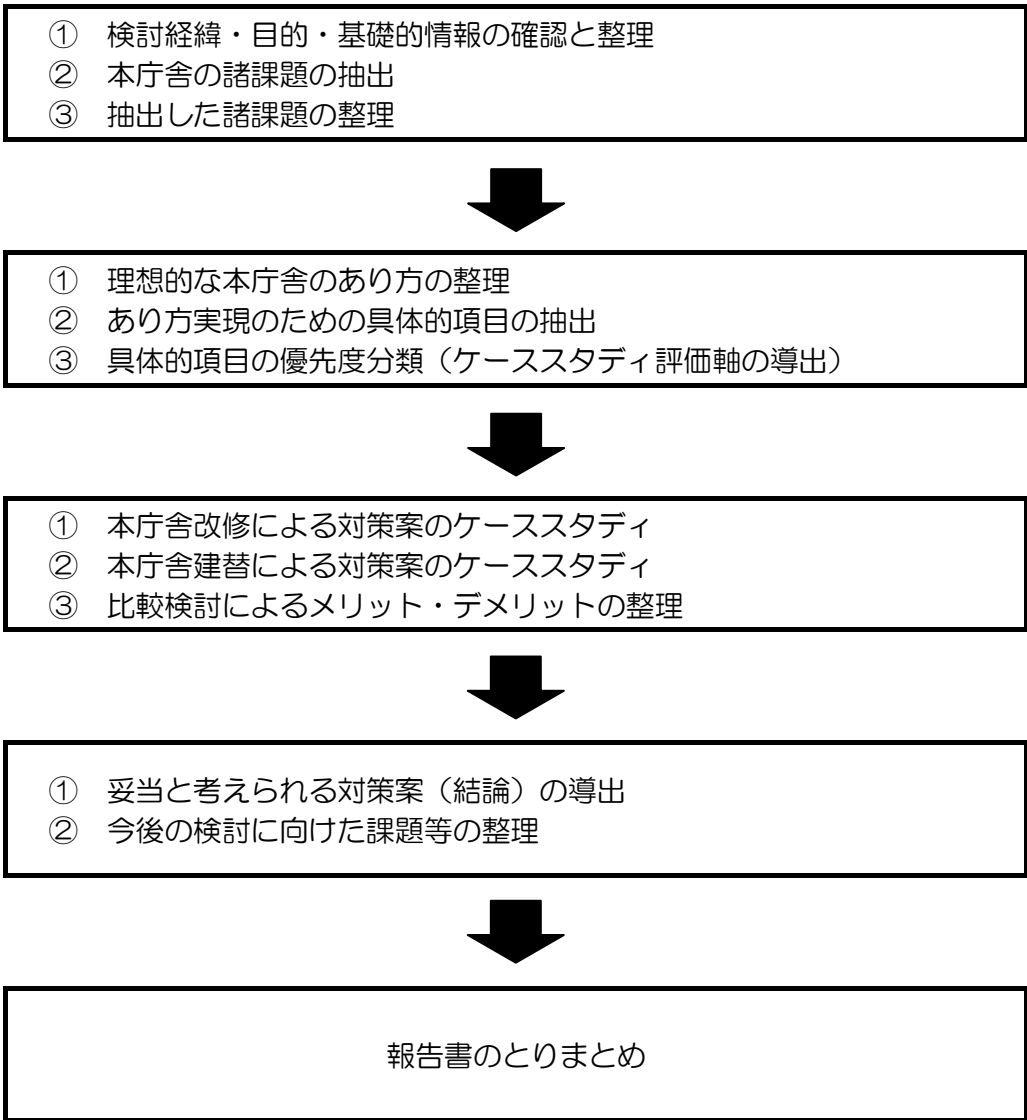 ① 検討経緯・目的・基礎的情報の確認と整理
② 本庁舎の諸課題の抽出
③ 抽出した諸課題の整理
① 理想的な本庁舎のあり方の整理
② あり方実現のための具体的項目の抽出
③ 具体的項目の優先度分類（ケーススタディ評価軸の導出）
① 本庁舎改修による対策案のケーススタディ
② 本庁舎建替による対策案のケーススタディ
③ 比較検討によるメリット・デメリットの整理
① 妥当と考えられる対策案（結論）の導出
② 今後の検討に向けた課題等の整理
報告書のとりまとめ